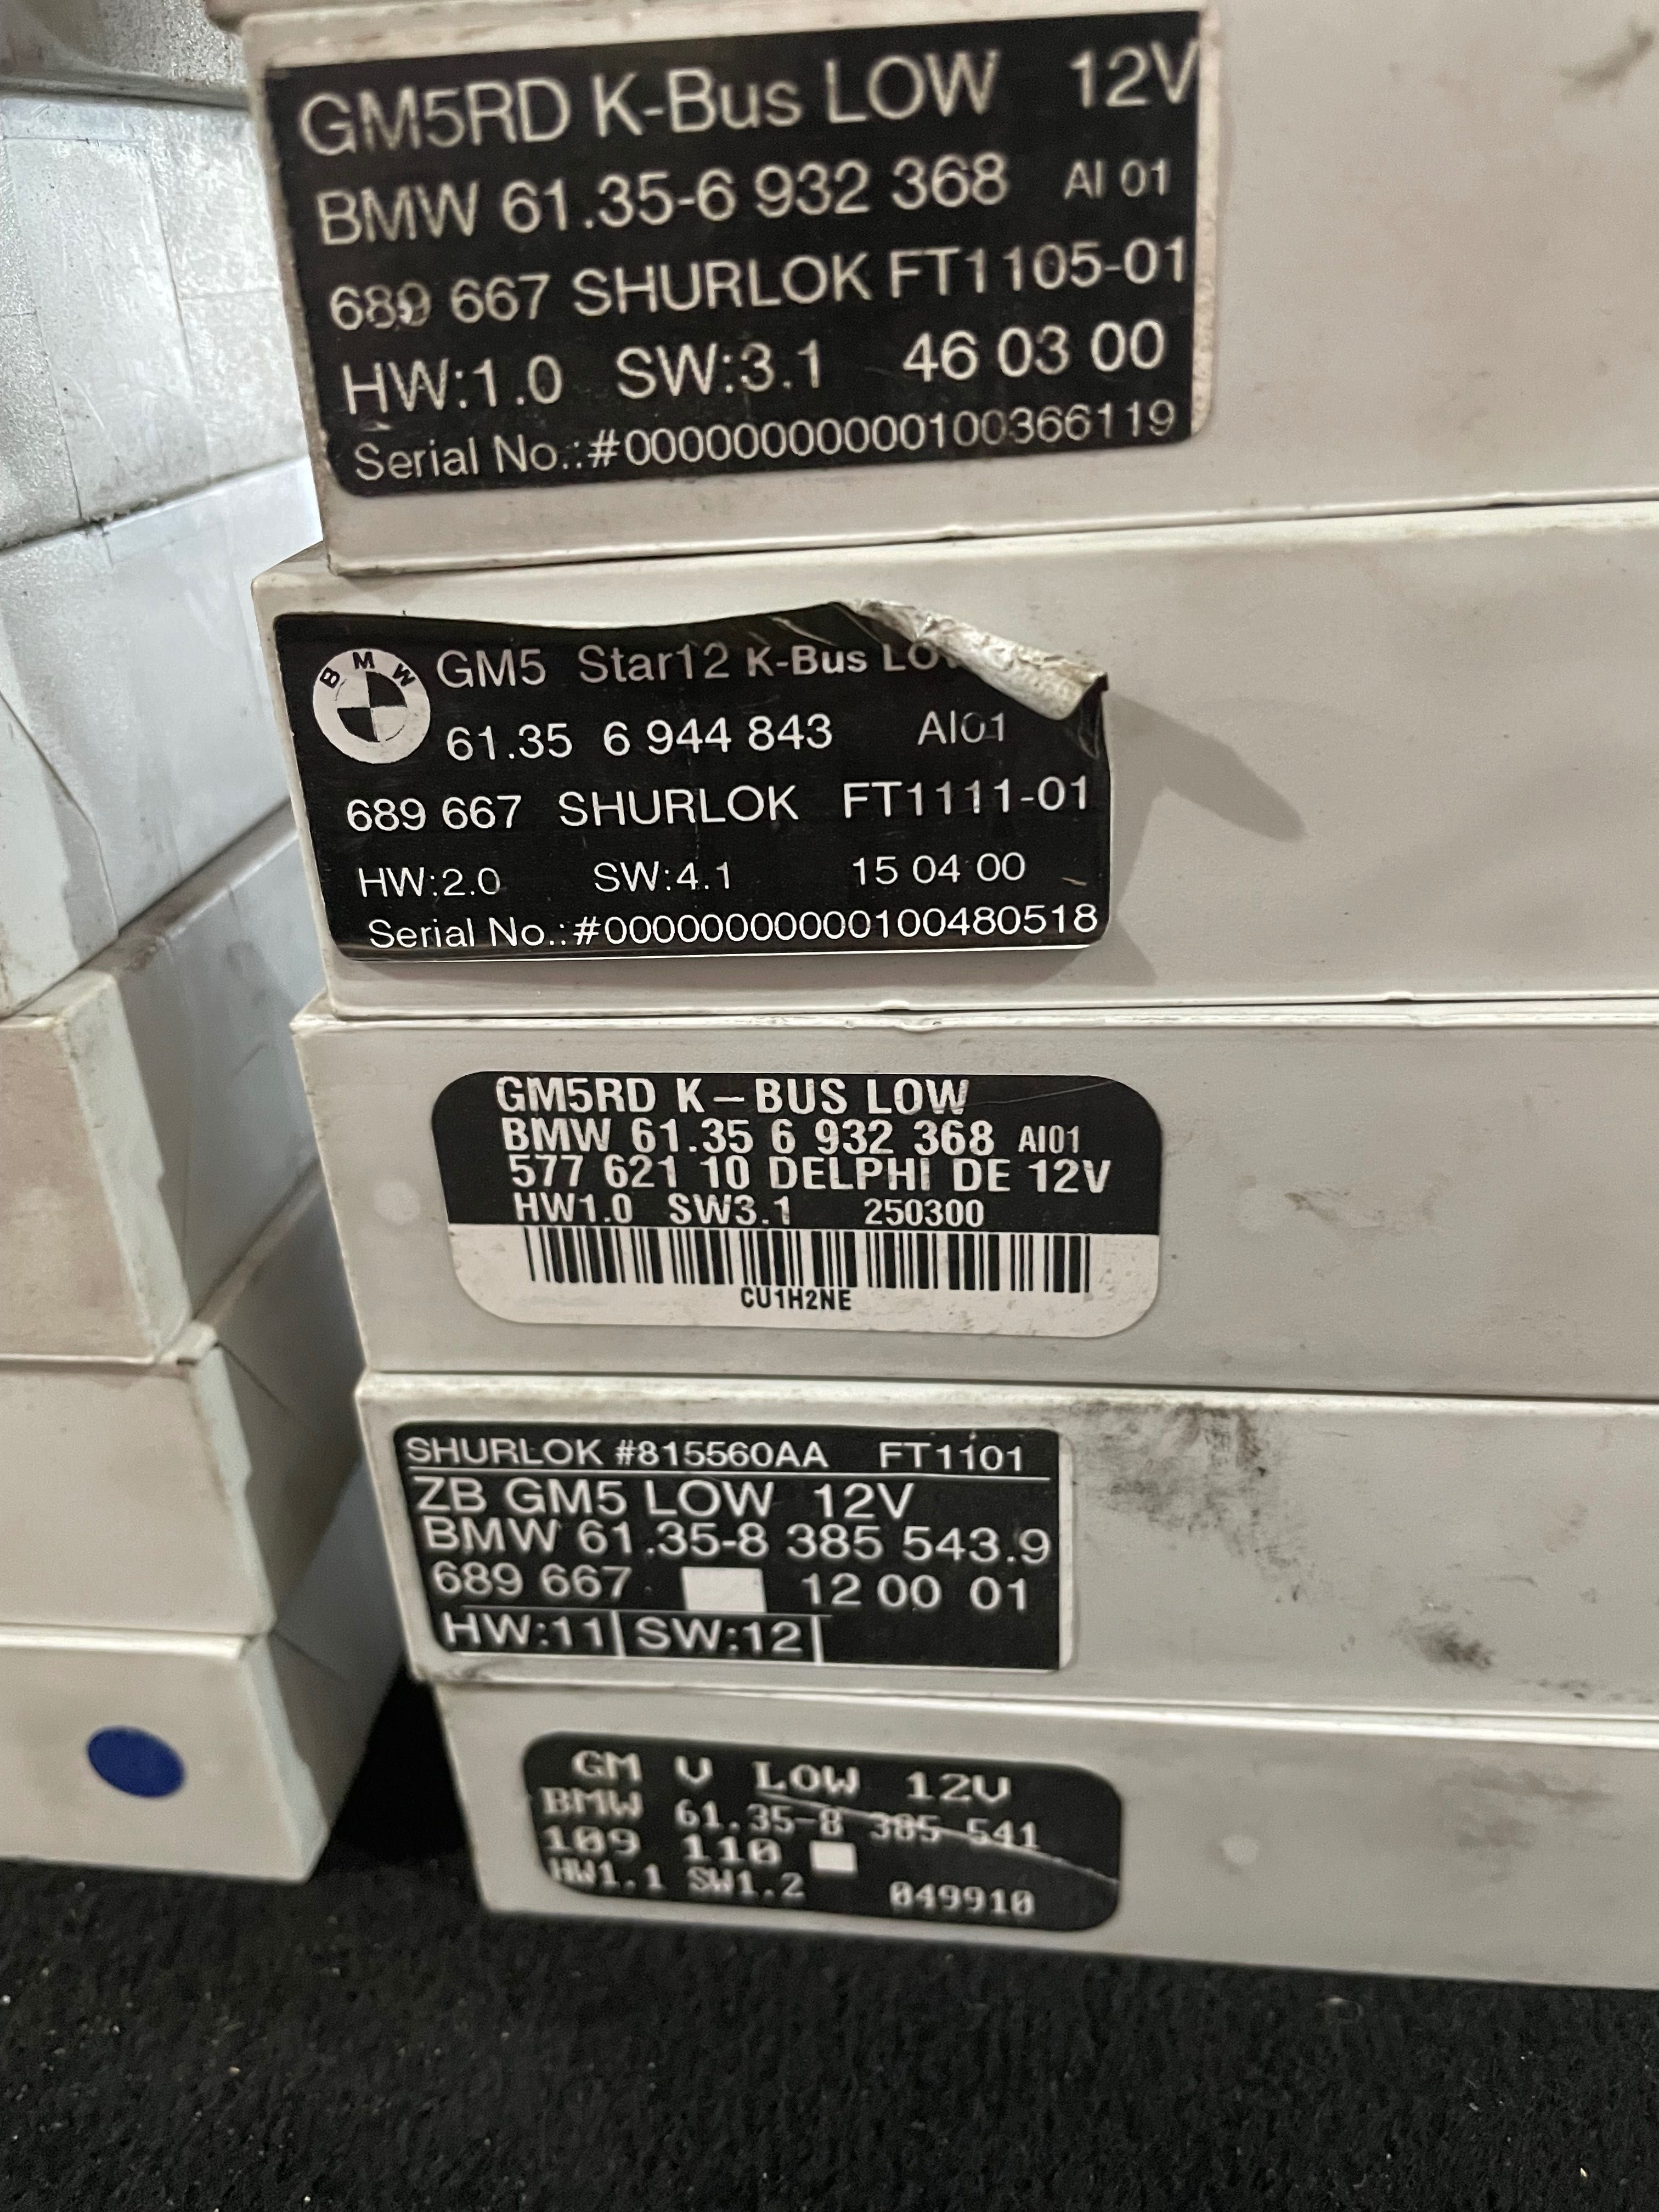 GM5RD K-Bus LOW 12V
BMW 61.35-6 932 368 AI 01
689 667 SHURLOK FT1105-01
HW:1.0 SW:3.1 46 03 00
Serial No.:#000000000000100366119
BMW
GM5 Star12 K-Bus
61.35 6 944 843 AI01
689 667 SHURLOK FT1111-01
HW:2.0 SW:4.1 15 04 00
Serial No.:#000000000000100480518
GM5RD K-BUS LOW
BMW 61.35 6 932 368 AI01
577 621 10 DELPHI DE 12V
HW1.0 SW3.1 250300
CU1H2NE
SHURLOK #815560AA FT1101
ZB GM5 LOW 12V
BMW 61.35-8 385 543.9
689 667 12 00 01
HW:11 SW:12
GM V LOW 12V
BMW 61.35-8 385 541
109 110
HW1.1 SW1.2 049910